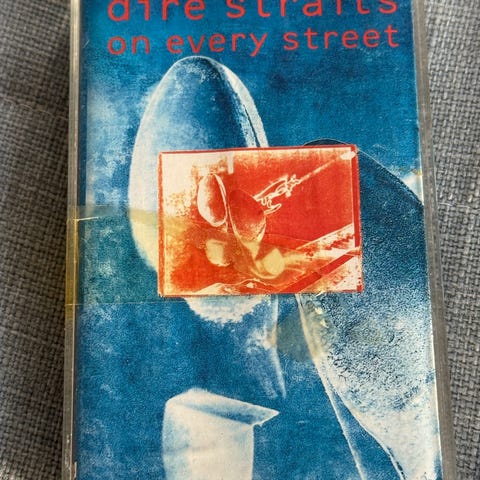 dire straits
on every street